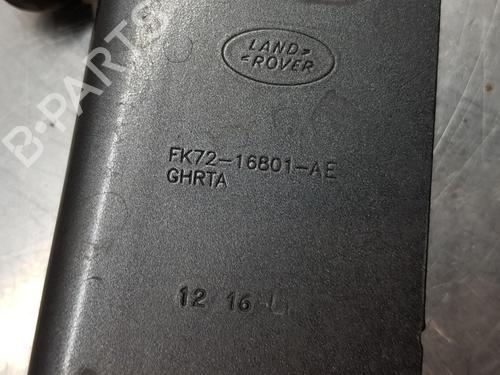 LAND
ROVER
FK72-16801-AE
GHRTA
12 16 L
B-PARTS